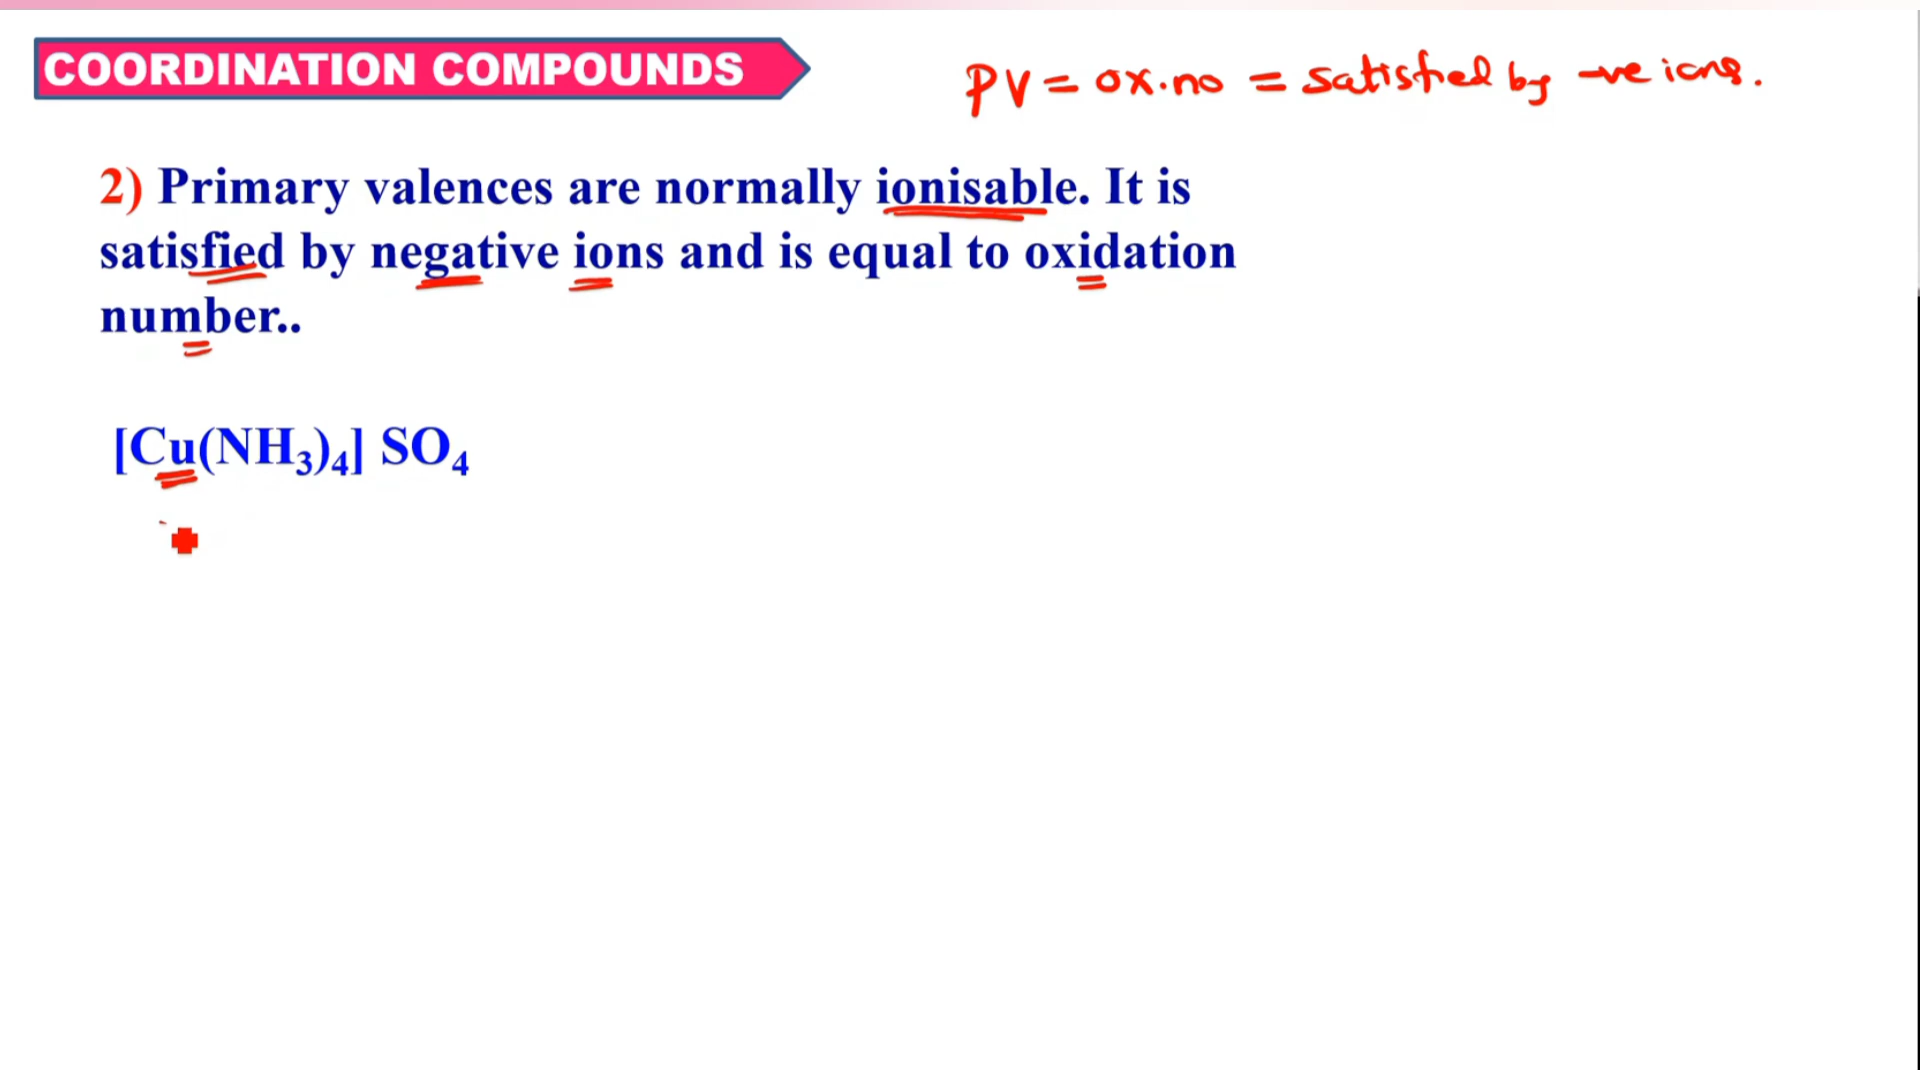 COORDINATION COMPOUNDS
PV = ox.no = satisfied by -ve ions.
2) Primary valences are normally ionisable. It is
satisfied by negative ions and is equal to oxidation
number..
[Cu(NH₃)₄] SO₄